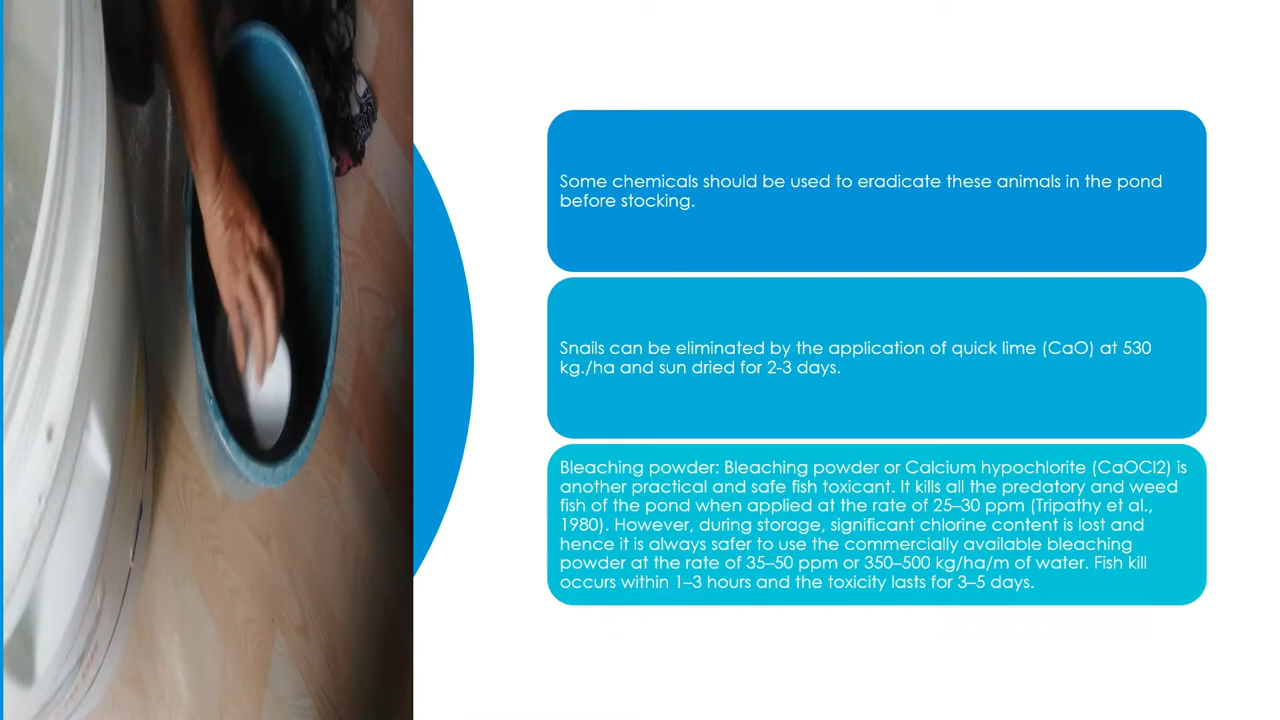 Some chemicals should be used to eradicate these animals in the pond
before stocking.
Snails can be eliminated by the application of quick lime (CaO) at 530
kg./ha and sun dried for 2-3 days.
Bleaching powder: Bleaching powder or Calcium hypochlorite (CaOCl2) is
another practical and safe fish toxicant. It kills all the predatory and weed
fish of the pond when applied at the rate of 25–30 ppm (Tripathy et al.,
1980). However, during storage, significant chlorine content is lost and
hence it is always safer to use the commercially available bleaching
powder at the rate of 35–50 ppm or 350–500 kg/ha/m of water. Fish kill
occurs within 1–3 hours and the toxicity lasts for 3–5 days.